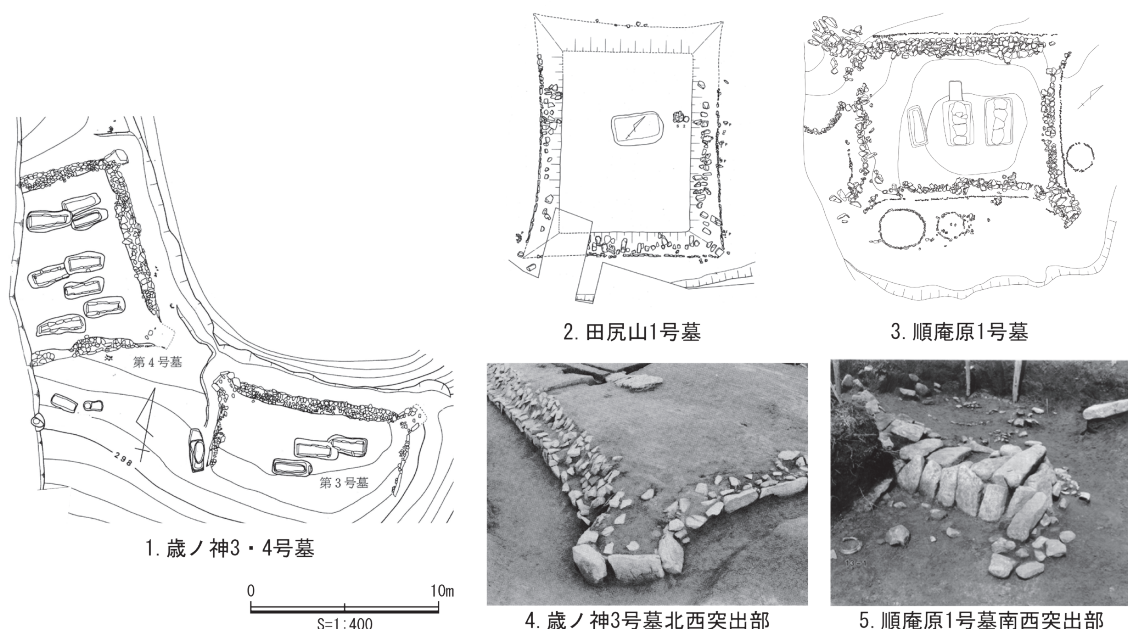 第4号墓
298
第3号墓
1. 歳ノ神3・4号墓
0 10m
S=1:400
2. 田尻山1号墓
3. 順庵原1号墓
4. 歳ノ神3号墓北西突出部
5. 順庵原1号墓南西突出部